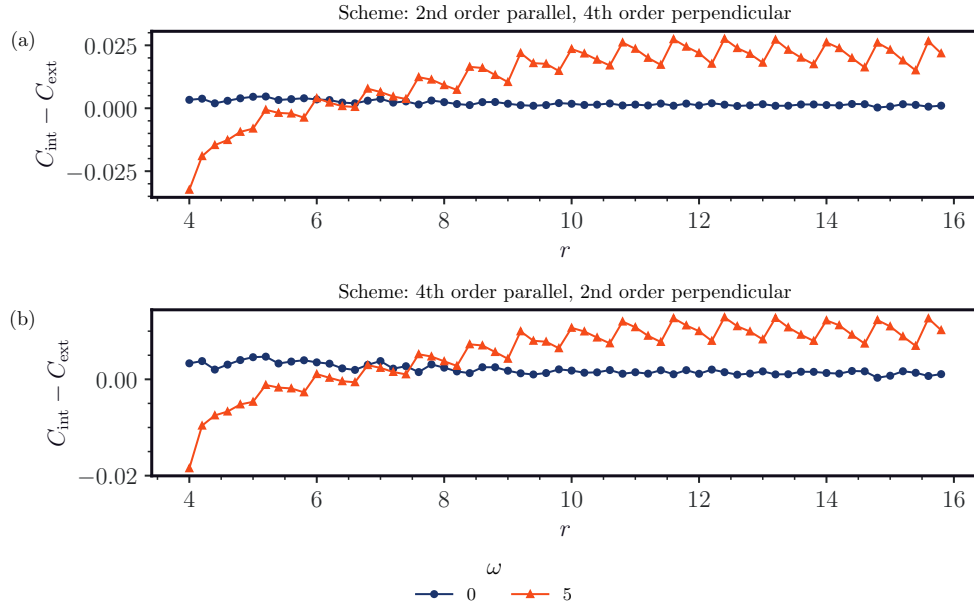 Scheme: 2nd order parallel, 4th order perpendicular
(a)
0.025
0.000
−0.025
C_int − C_ext
4 6 8 10 12 14 16
r
Scheme: 4th order parallel, 2nd order perpendicular
(b)
0.00
−0.02
C_int − C_ext
4 6 8 10 12 14 16
r
ω
0 5